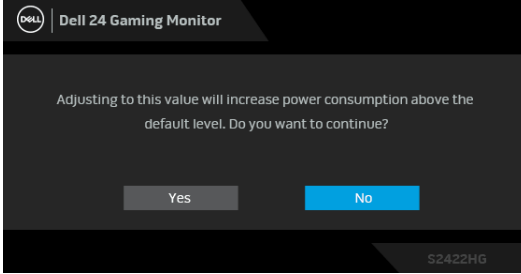 DELL
Dell 24 Gaming Monitor
Adjusting to this value will increase power consumption above the
default level. Do you want to continue?
Yes
No
S2422HG